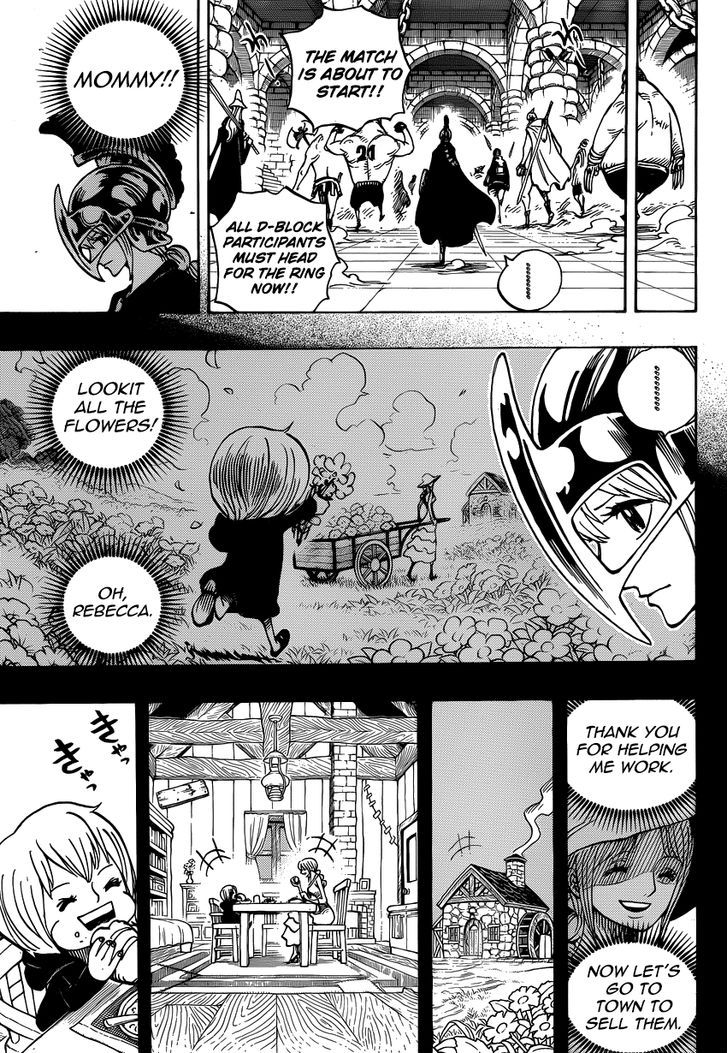 THE MATCH
IS ABOUT TO
START!!
21
ALL D-BLOCK
PARTICIPANTS
MUST HEAD
FOR THE RING
NOW!!
MOMMY!!
LOOKIT
ALL THE
FLOWERS!
OH,
REBECCA.
THANK YOU
FOR HELPING
ME WORK.
NOW LET'S
GO TO
TOWN TO
SELL THEM.
きゃっ
きゃっ